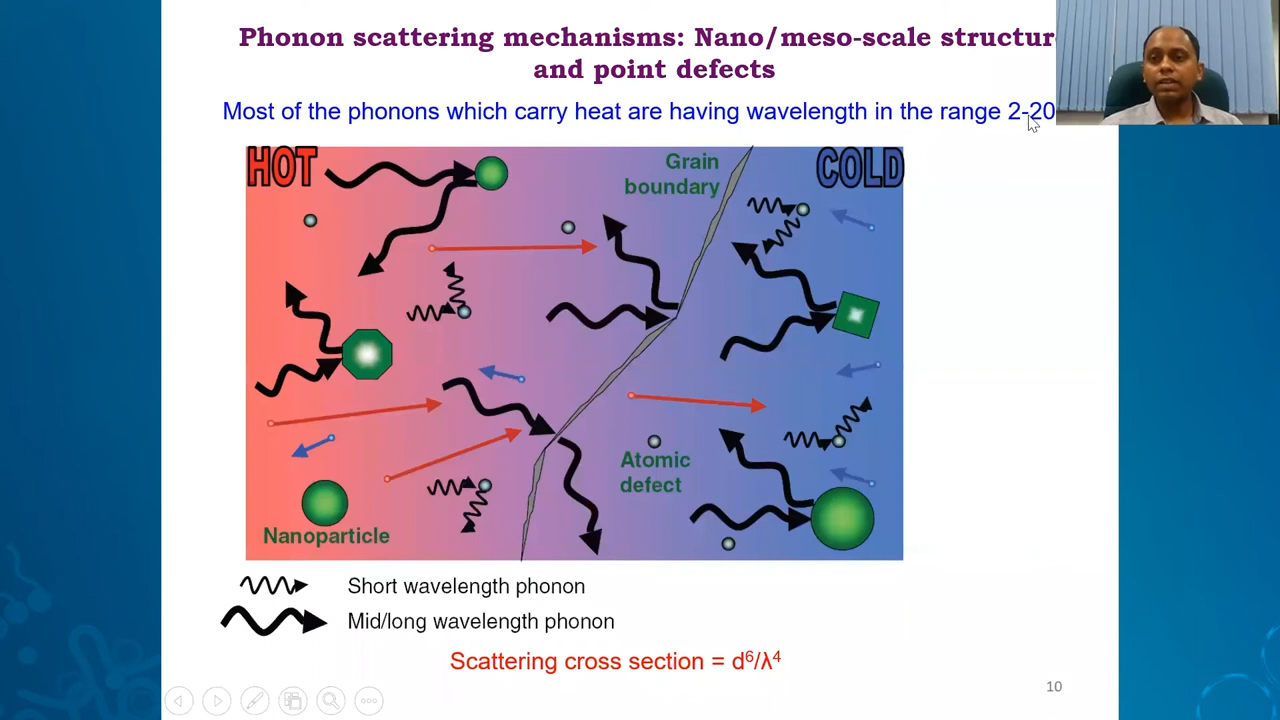 Phonon scattering mechanisms: Nano/meso-scale structur
and point defects
Most of the phonons which carry heat are having wavelength in the range 2-20
HOT
Grain
boundary
COLD
Atomic
defect
Nanoparticle
Short wavelength phonon
Mid/long wavelength phonon
Scattering cross section = d⁶/λ⁴
10